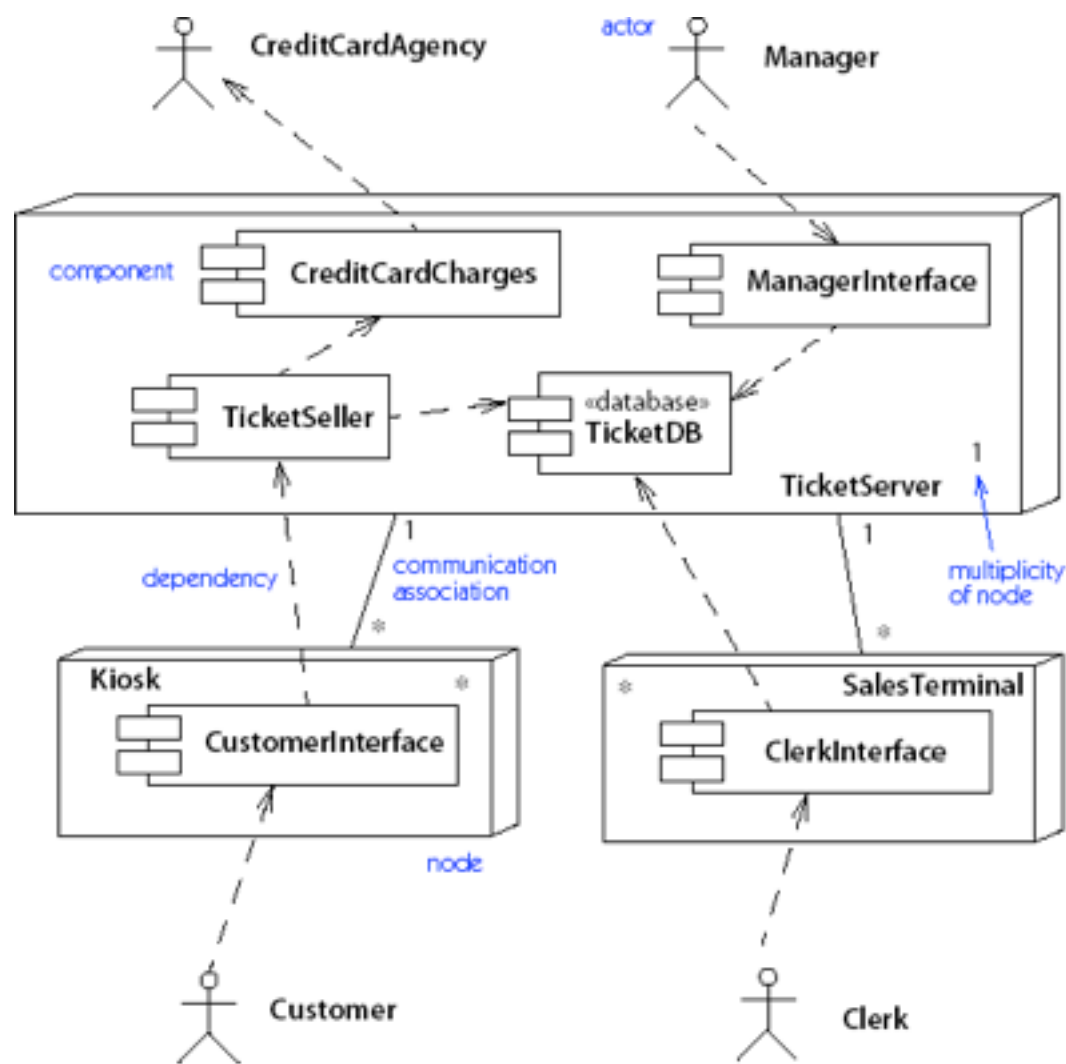 CreditCardAgency
actor
Manager
component
CreditCardCharges
ManagerInterface
TicketSeller
«database»
TicketDB
1
TicketServer
1
1
dependency
communication
association
multiplicity
of node
*
*
Kiosk
*
*
SalesTerminal
CustomerInterface
ClerkInterface
node
Customer
Clerk